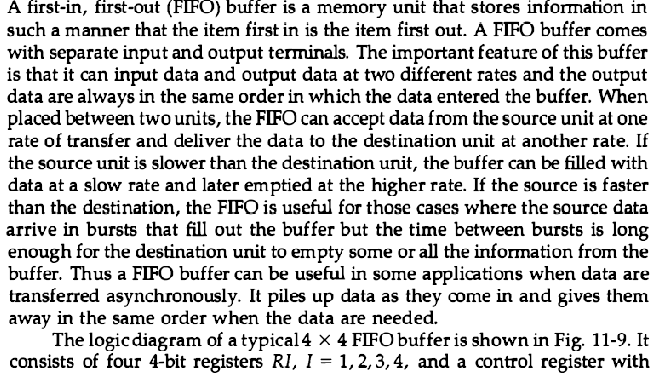 A first-in, first-out (FIFO) buffer is a memory unit that stores information in
such a manner that the item first in is the item first out. A FIFO buffer comes
with separate input and output terminals. The important feature of this buffer
is that it can input data and output data at two different rates and the output
data are always in the same order in which the data entered the buffer. When
placed between two units, the FIFO can accept data from the source unit at one
rate of transfer and deliver the data to the destination unit at another rate. If
the source unit is slower than the destination unit, the buffer can be filled with
data at a slow rate and later emptied at the higher rate. If the source is faster
than the destination, the FIFO is useful for those cases where the source data
arrive in bursts that fill out the buffer but the time between bursts is long
enough for the destination unit to empty some or all the information from the
buffer. Thus a FIFO buffer can be useful in some applications when data are
transferred asynchronously. It piles up data as they come in and gives them
away in the same order when the data are needed.
The logic diagram of a typical 4 × 4 FIFO buffer is shown in Fig. 11-9. It
consists of four 4-bit registers RI, I = 1, 2, 3, 4, and a control register with